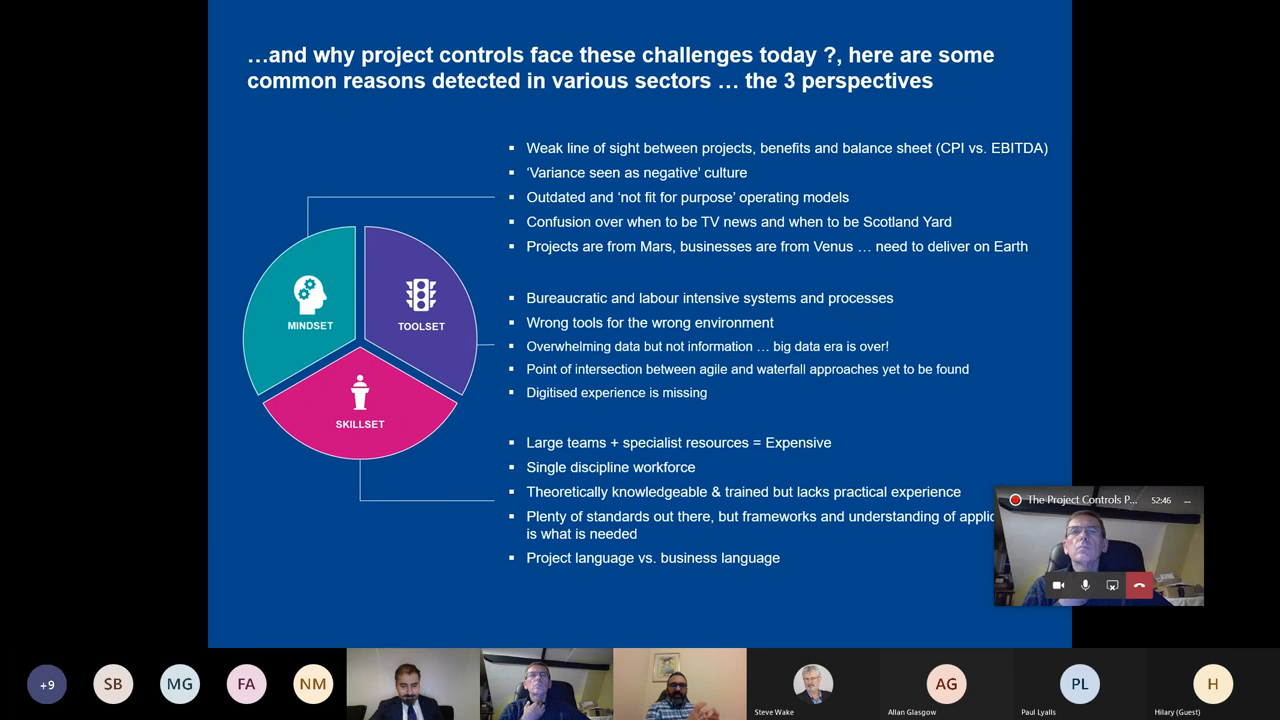 …and why project controls face these challenges today ?, here are some
common reasons detected in various sectors … the 3 perspectives
▪ Weak line of sight between projects, benefits and balance sheet (CPI vs. EBITDA)
▪ ‘Variance seen as negative’ culture
▪ Outdated and ‘not fit for purpose’ operating models
▪ Confusion over when to be TV news and when to be Scotland Yard
▪ Projects are from Mars, businesses are from Venus … need to deliver on Earth
MINDSET
TOOLSET
SKILLSET
▪ Bureaucratic and labour intensive systems and processes
▪ Wrong tools for the wrong environment
▪ Overwhelming data but not information … big data era is over!
▪ Point of intersection between agile and waterfall approaches yet to be found
▪ Digitised experience is missing
▪ Large teams + specialist resources = Expensive
▪ Single discipline workforce
▪ Theoretically knowledgeable & trained but lacks practical experience
▪ Plenty of standards out there, but frameworks and understanding of
is what is needed
▪ Project language vs. business language
The Project Controls P... 52:46 ...
+9
SB
MG
FA
NM
Steve Wake
AG
Allan Glasgow
PL
Paul Lyalls
H
Hilary (Guest)